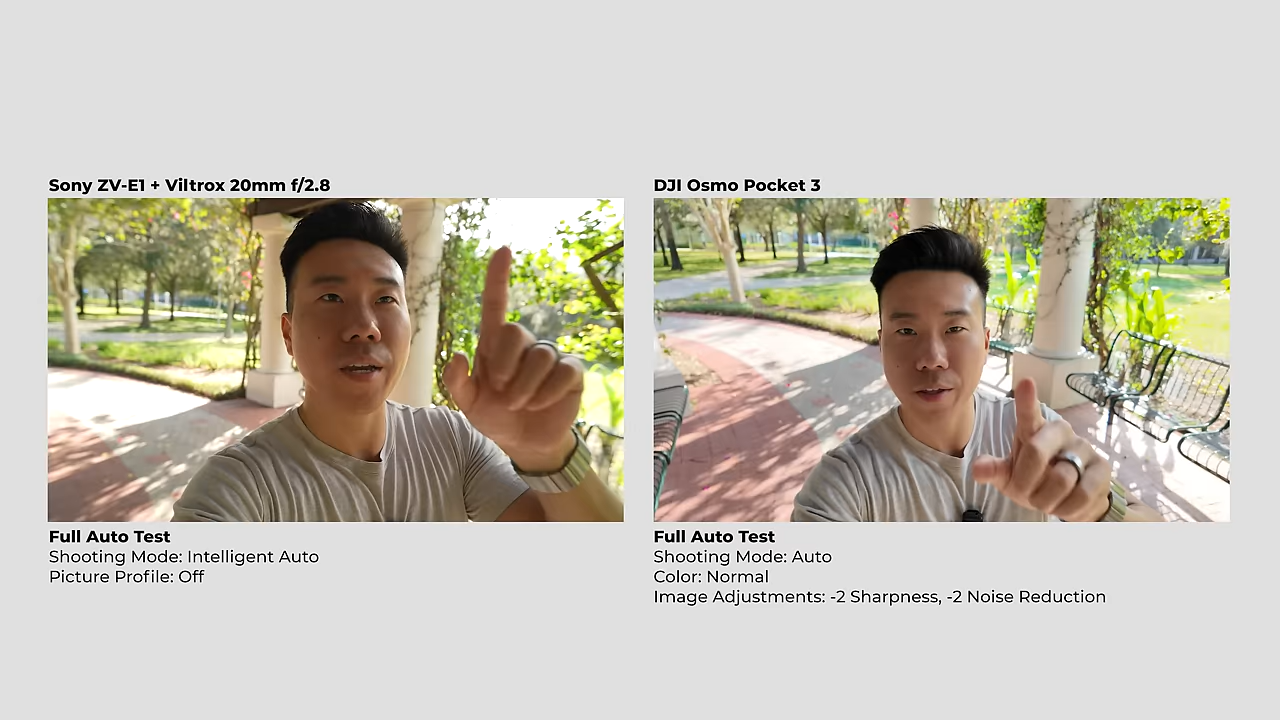 Sony ZV-E1 + Viltrox 20mm f/2.8
DJI Osmo Pocket 3
Full Auto Test
Shooting Mode: Intelligent Auto
Picture Profile: Off
Full Auto Test
Shooting Mode: Auto
Color: Normal
Image Adjustments: -2 Sharpness, -2 Noise Reduction